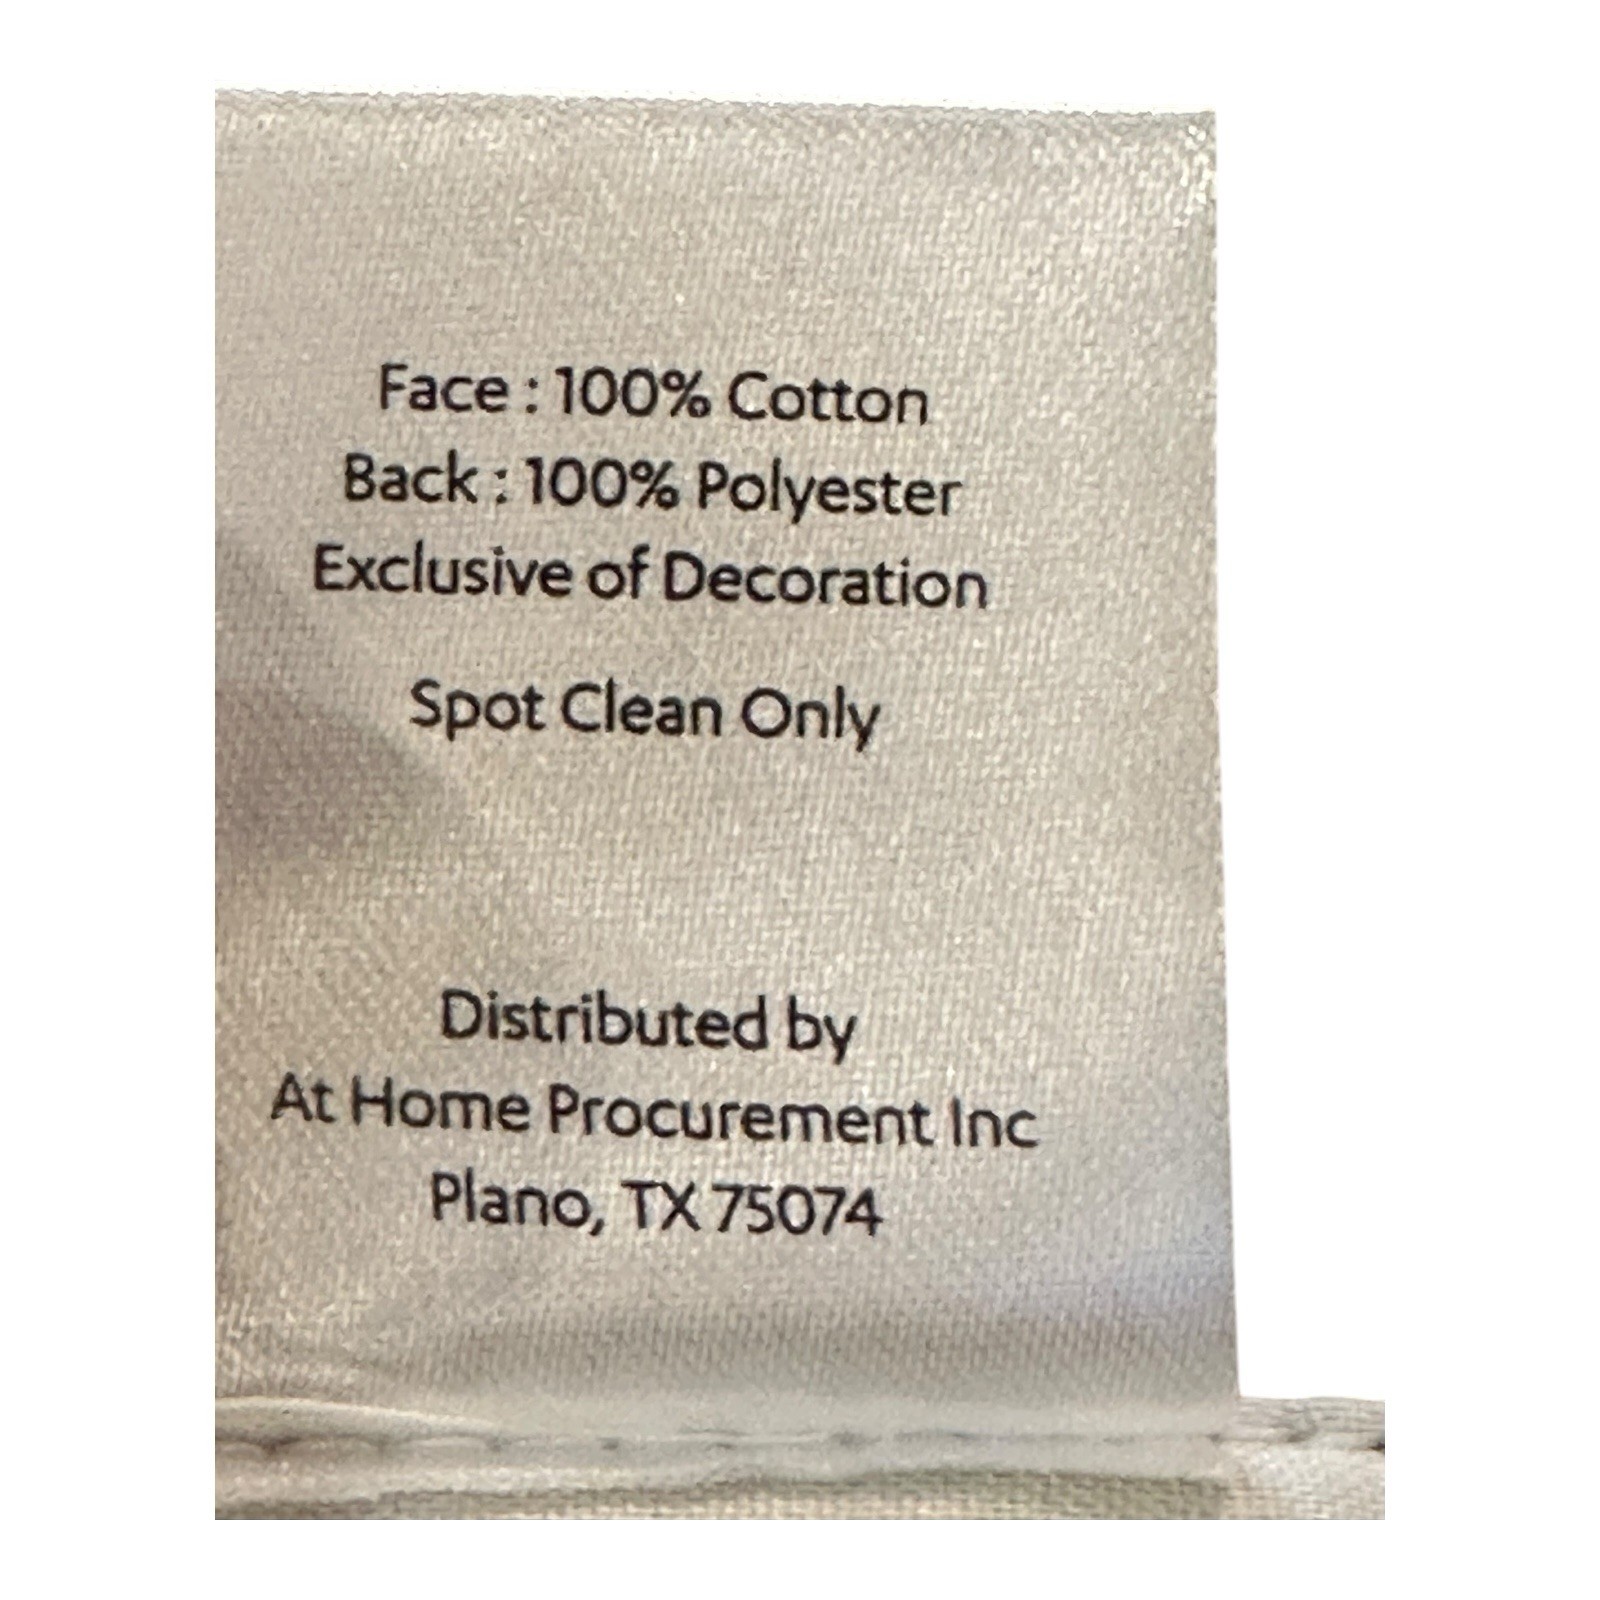 Face : 100% Cotton
Back : 100% Polyester
Exclusive of Decoration
Spot Clean Only
Distributed by
At Home Procurement Inc
Plano, TX 75074